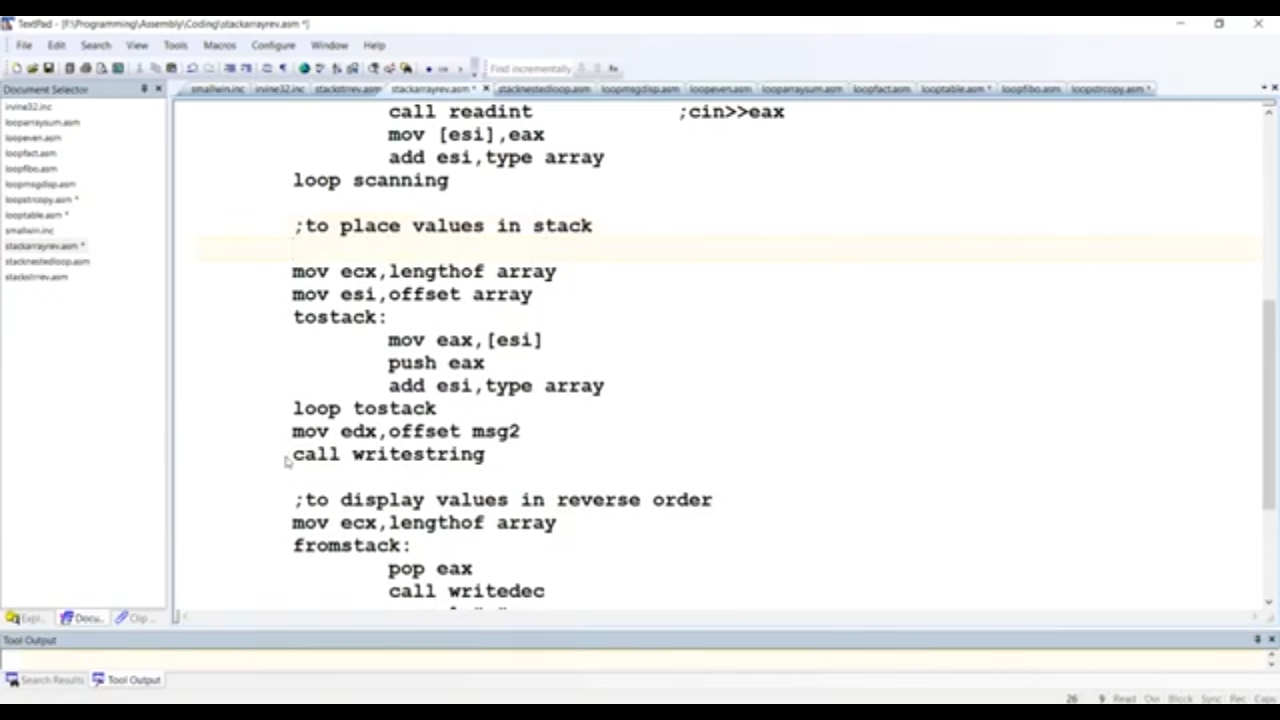 TextPad - [F:\Programming\Assembly\Coding\stackarrayrev.asm *]
File Edit Search View Tools Macros Configure Window Help
Find incrementally
Document Selector
smallwin.inc irvine32.inc stackstrrev.asm stackarrayrev.asm * stacknestedloop.asm loopmsgdisp.asm loopeven.asm looparraysum.asm loopfact.asm looptable.asm * loopfibo.asm loopstrcopy.asm *
irvine32.inc
looparraysum.asm
loopeven.asm
loopfact.asm
loopfibo.asm
loopmsgdisp.asm
loopstrcopy.asm *
looptable.asm *
smallwin.inc
stackarrayrev.asm *
stacknestedloop.asm
stackstrrev.asm
call readint ;cin>>eax
mov [esi],eax
add esi,type array
loop scanning
;to place values in stack
mov ecx,lengthof array
mov esi,offset array
tostack:
mov eax,[esi]
push eax
add esi,type array
loop tostack
mov edx,offset msg2
call writestring
;to display values in reverse order
mov ecx,lengthof array
fromstack:
pop eax
call writedec
Expl... Docu... Clip...
Tool Output
Search Results Tool Output
26 9 Read Ovr Block Sync Rec Caps